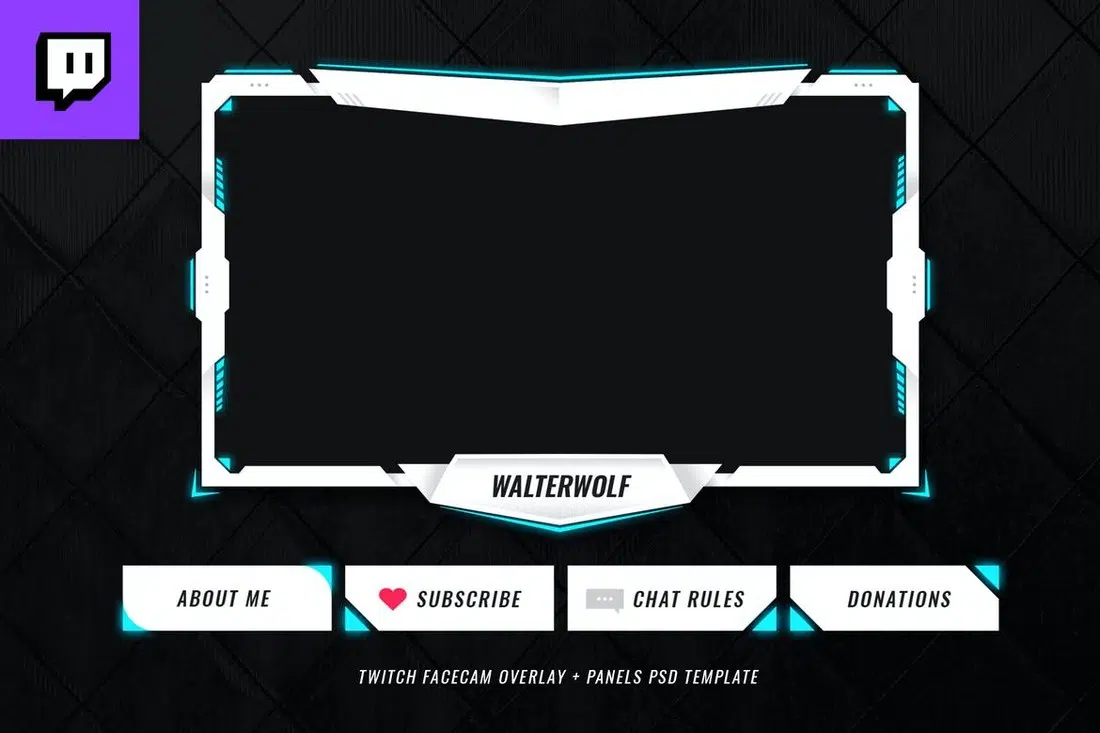 WALTERWOLF
ABOUT ME
SUBSCRIBE
CHAT RULES
DONATIONS
TWITCH FACECAM OVERLAY + PANELS PSD TEMPLATE